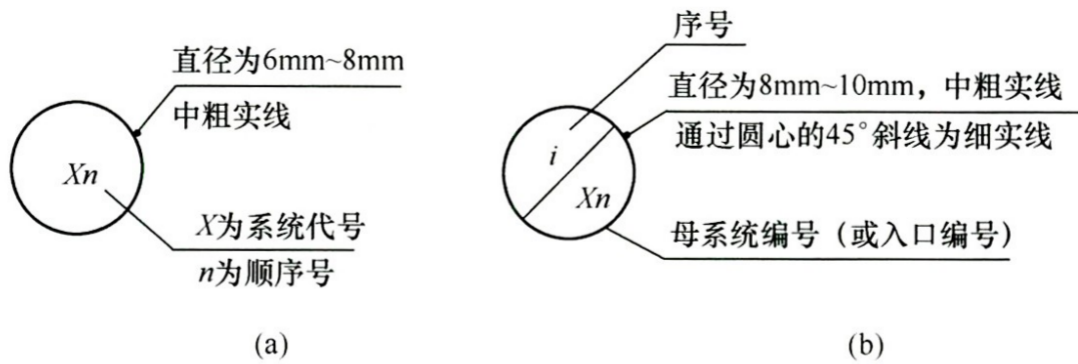 直径为6mm~8mm
中粗实线
Xn
X为系统代号
n为顺序号
(a)
序号
直径为8mm~10mm，中粗实线
通过圆心的45°斜线为细实线
i
Xn
母系统编号（或入口编号）
(b)